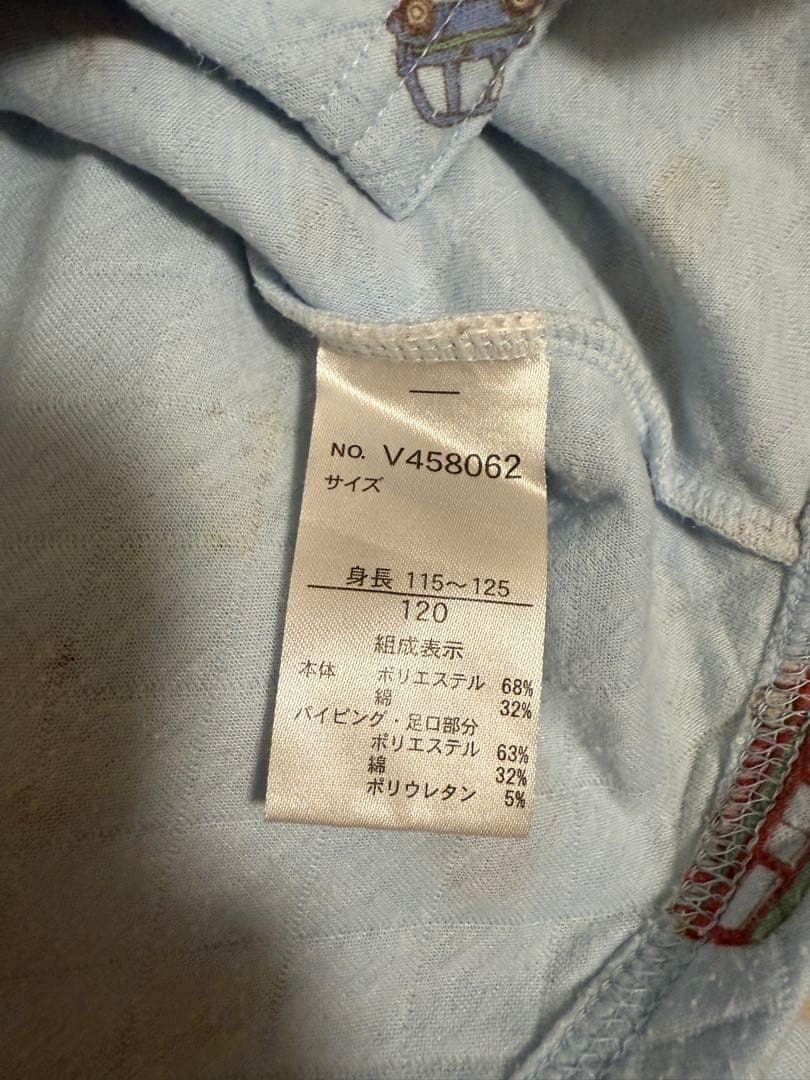 NO. V458062
サイズ
身長 115～125
120
組成表示
本体 ポリエステル 68%
綿 32%
パイピング・足口部分
ポリエステル 63%
綿 32%
ポリウレタン 5%